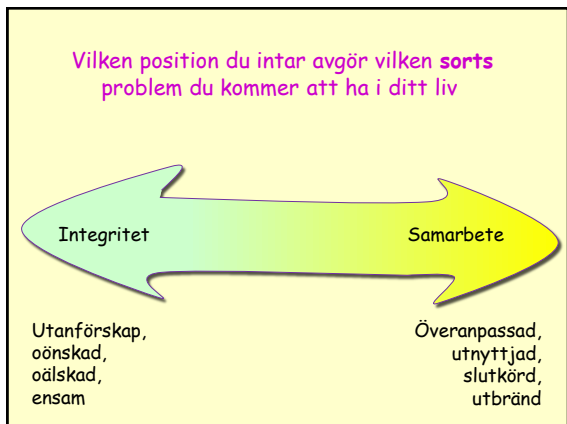 Vilken position du intar avgör vilken sorts
problem du kommer att ha i ditt liv
Integritet
Samarbete
Utanförskap,
oönskad,
oälskad,
ensam
Överanpassad,
utnyttjad,
slutkörd,
utbränd